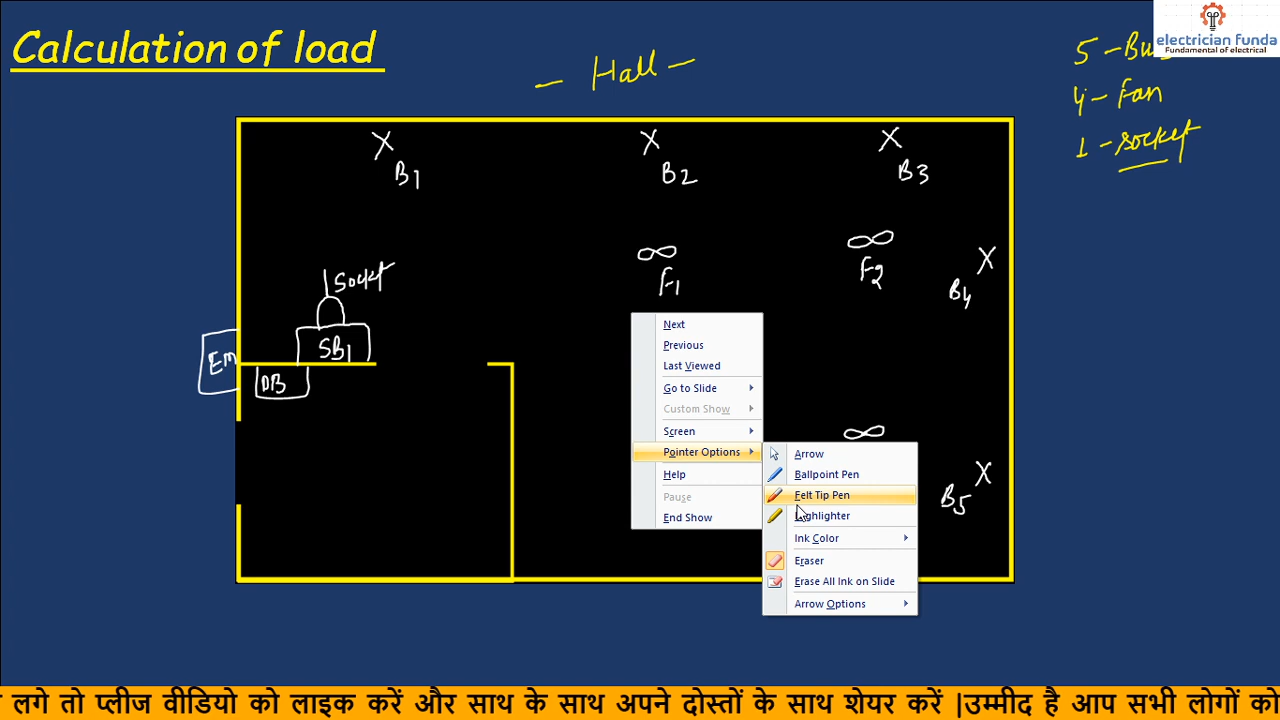 Calculation of load
- Hall -
electrician funda
Fundamental of electrical
5 -
4 - Fan
1 - Socket
X X X
B1 B2 B3
F1 F2
X
B4
Socket
SB1
EM
DB
Next
Previous
Last Viewed
Go to Slide
Custom Show
Screen
Pointer Options
Help
Pause
End Show
Arrow
Ballpoint Pen
Felt Tip Pen
Highlighter
Ink Color
Eraser
Erase All Ink on Slide
Arrow Options
X
B5
लगे तो प्लीज वीडियो को लाइक करें और साथ के साथ अपने दोस्तों के साथ शेयर करें |उम्मीद है आप सभी लोगों को